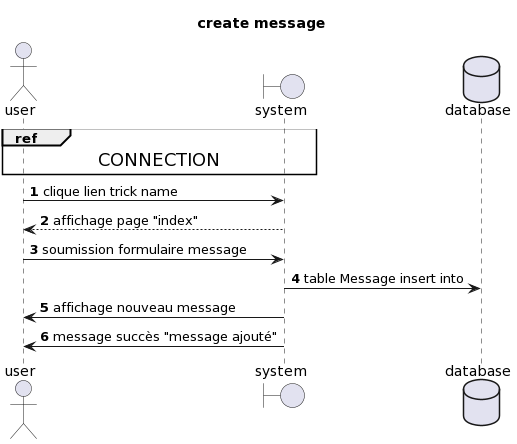 create message
user
system
database
ref
CONNECTION
1 clique lien trick name
2 affichage page "index"
3 soumission formulaire message
4 table Message insert into
5 affichage nouveau message
6 message succès "message ajouté"
user
system
database